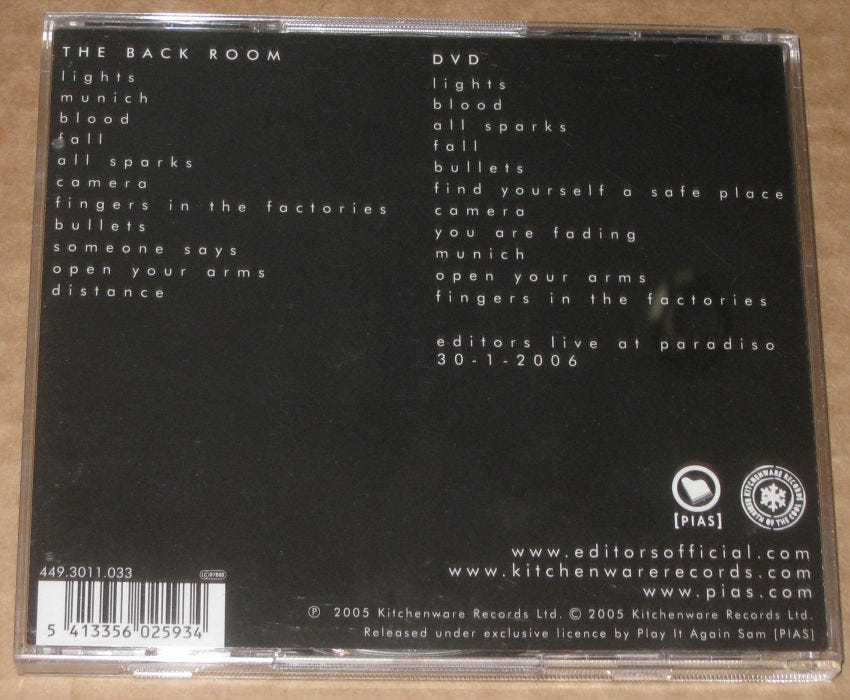 THE BACK ROOM
lights
munich
blood
fall
all sparks
camera
fingers in the factories
bullets
someone says
open your arms
distance
DVD
lights
blood
all sparks
fall
bullets
find yourself a safe place
camera
you are fading
munich
open your arms
fingers in the factories
editors live at paradiso
30-1-2006
[PIAS]
KITCHENWARE RECORDS
www.editorsofficial.com
www.kitchenwarerecords.com
www.pias.com
449.3011.033
5 413356 025934
℗ 2005 Kitchenware Records Ltd. © 2005 Kitchenware Records Ltd.
Released under exclusive licence by Play It Again Sam [PIAS]